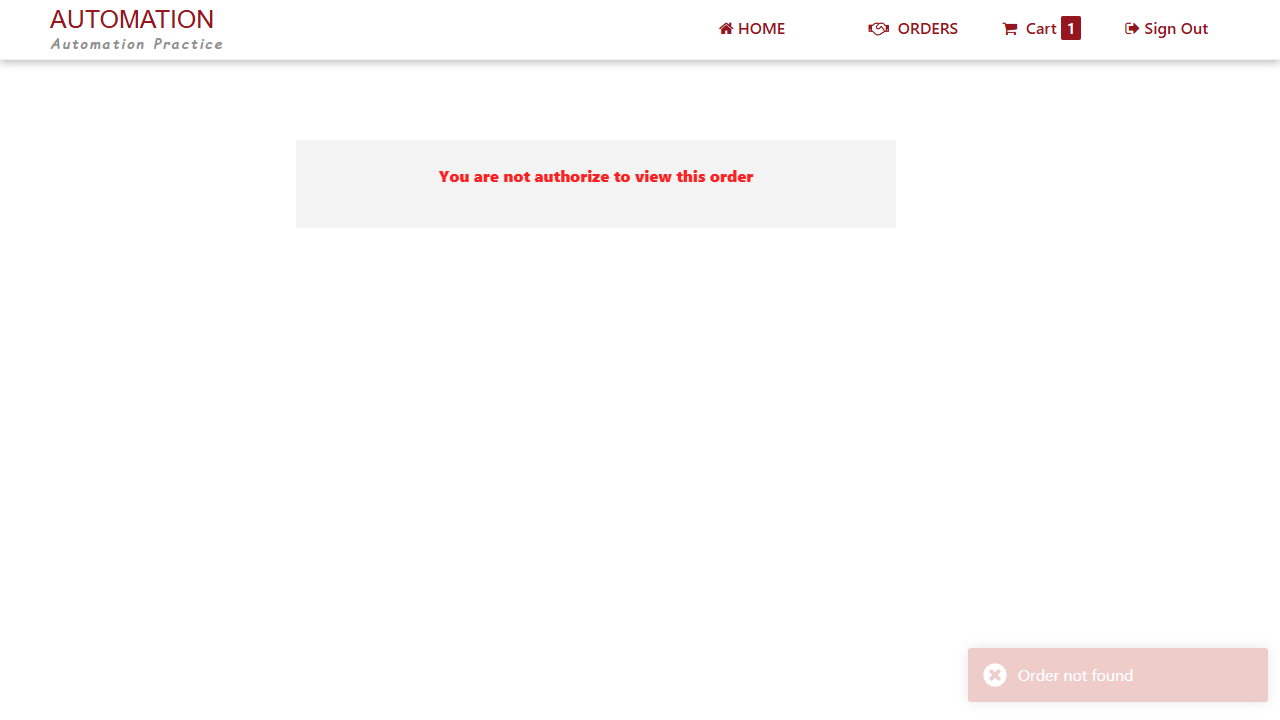 AUTOMATION
Automation Practice
HOME
ORDERS
Cart 1
Sign Out
You are not authorize to view this order
Order not found